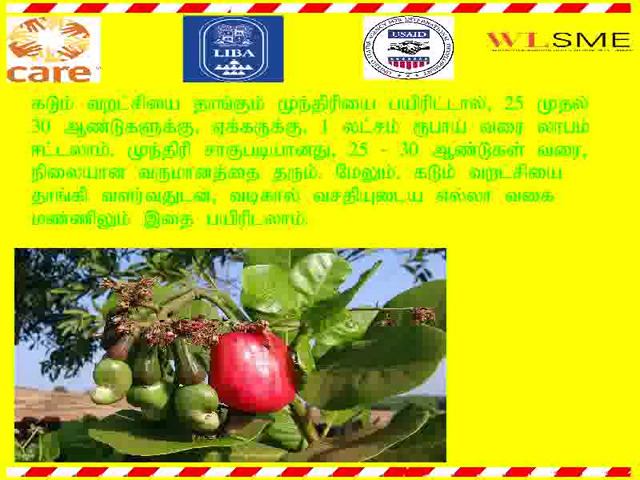 care
LIBA
USAID
WLSME
கடும் வறட்சியை தாங்கும் முந்திரியை பயிரிட்டால், 25 முதல்
30 ஆண்டுகளுக்கு, ஏக்கருக்கு, 1 லட்சம் ரூபாய் வரை லாபம்
ஈட்டலாம். முந்திரி சாகுபடியானது, 25 - 30 ஆண்டுகள் வரை,
நிலையான வருமானத்தை தரும். மேலும், கடும் வறட்சியை
தாங்கி வளர்வதுடன, வடிகால் வசதியுடைய எல்லா வகை
மண்ணிலும் இதை பயிரிடலாம்.